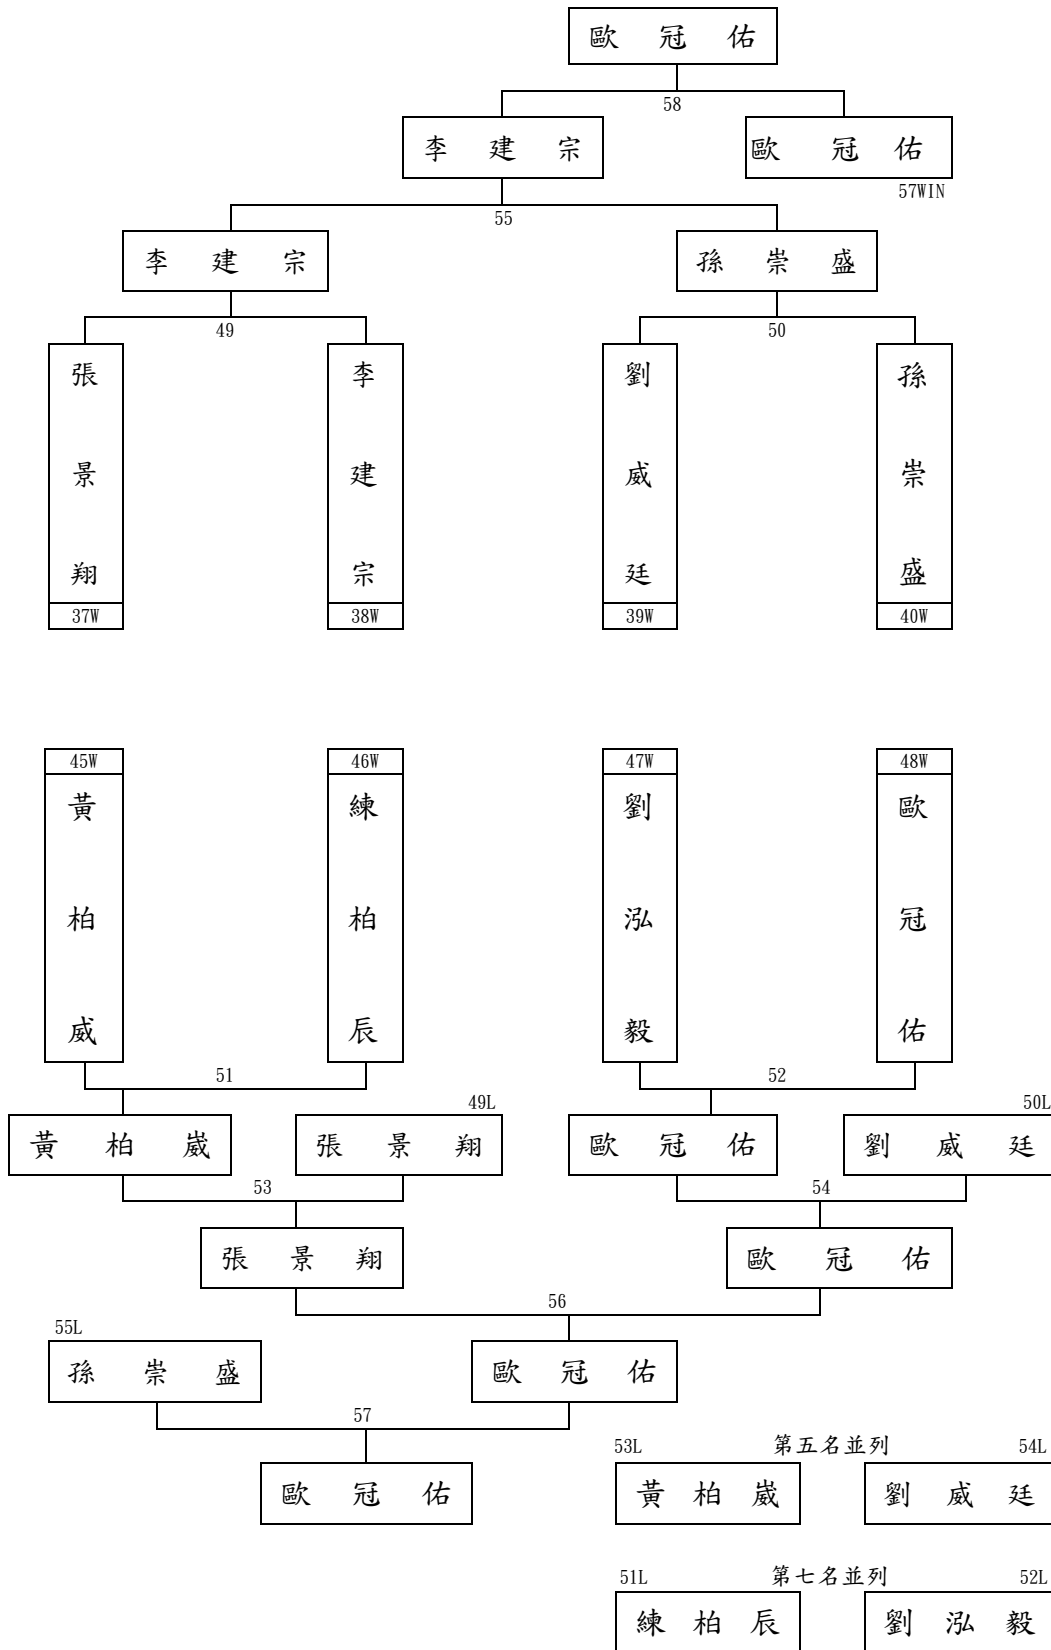 歐 冠 佑
58
李 建 宗
歐 冠 佑
57WIN
55
李 建 宗
孫 崇 盛
49
50
張景翔
李建宗
劉威廷
孫崇盛
37W
38W
39W
40W
45W
46W
47W
48W
黃柏威
練柏辰
劉泓毅
歐冠佑
51
52
49L
50L
黃 柏 崴
張 景 翔
歐 冠 佑
劉 威 廷
53
54
張 景 翔
歐 冠 佑
56
55L
孫 崇 盛
歐 冠 佑
57
歐 冠 佑
53L 第五名並列 54L
黃 柏 崴
劉 威 廷
51L 第七名並列 52L
練 柏 辰
劉 泓 毅